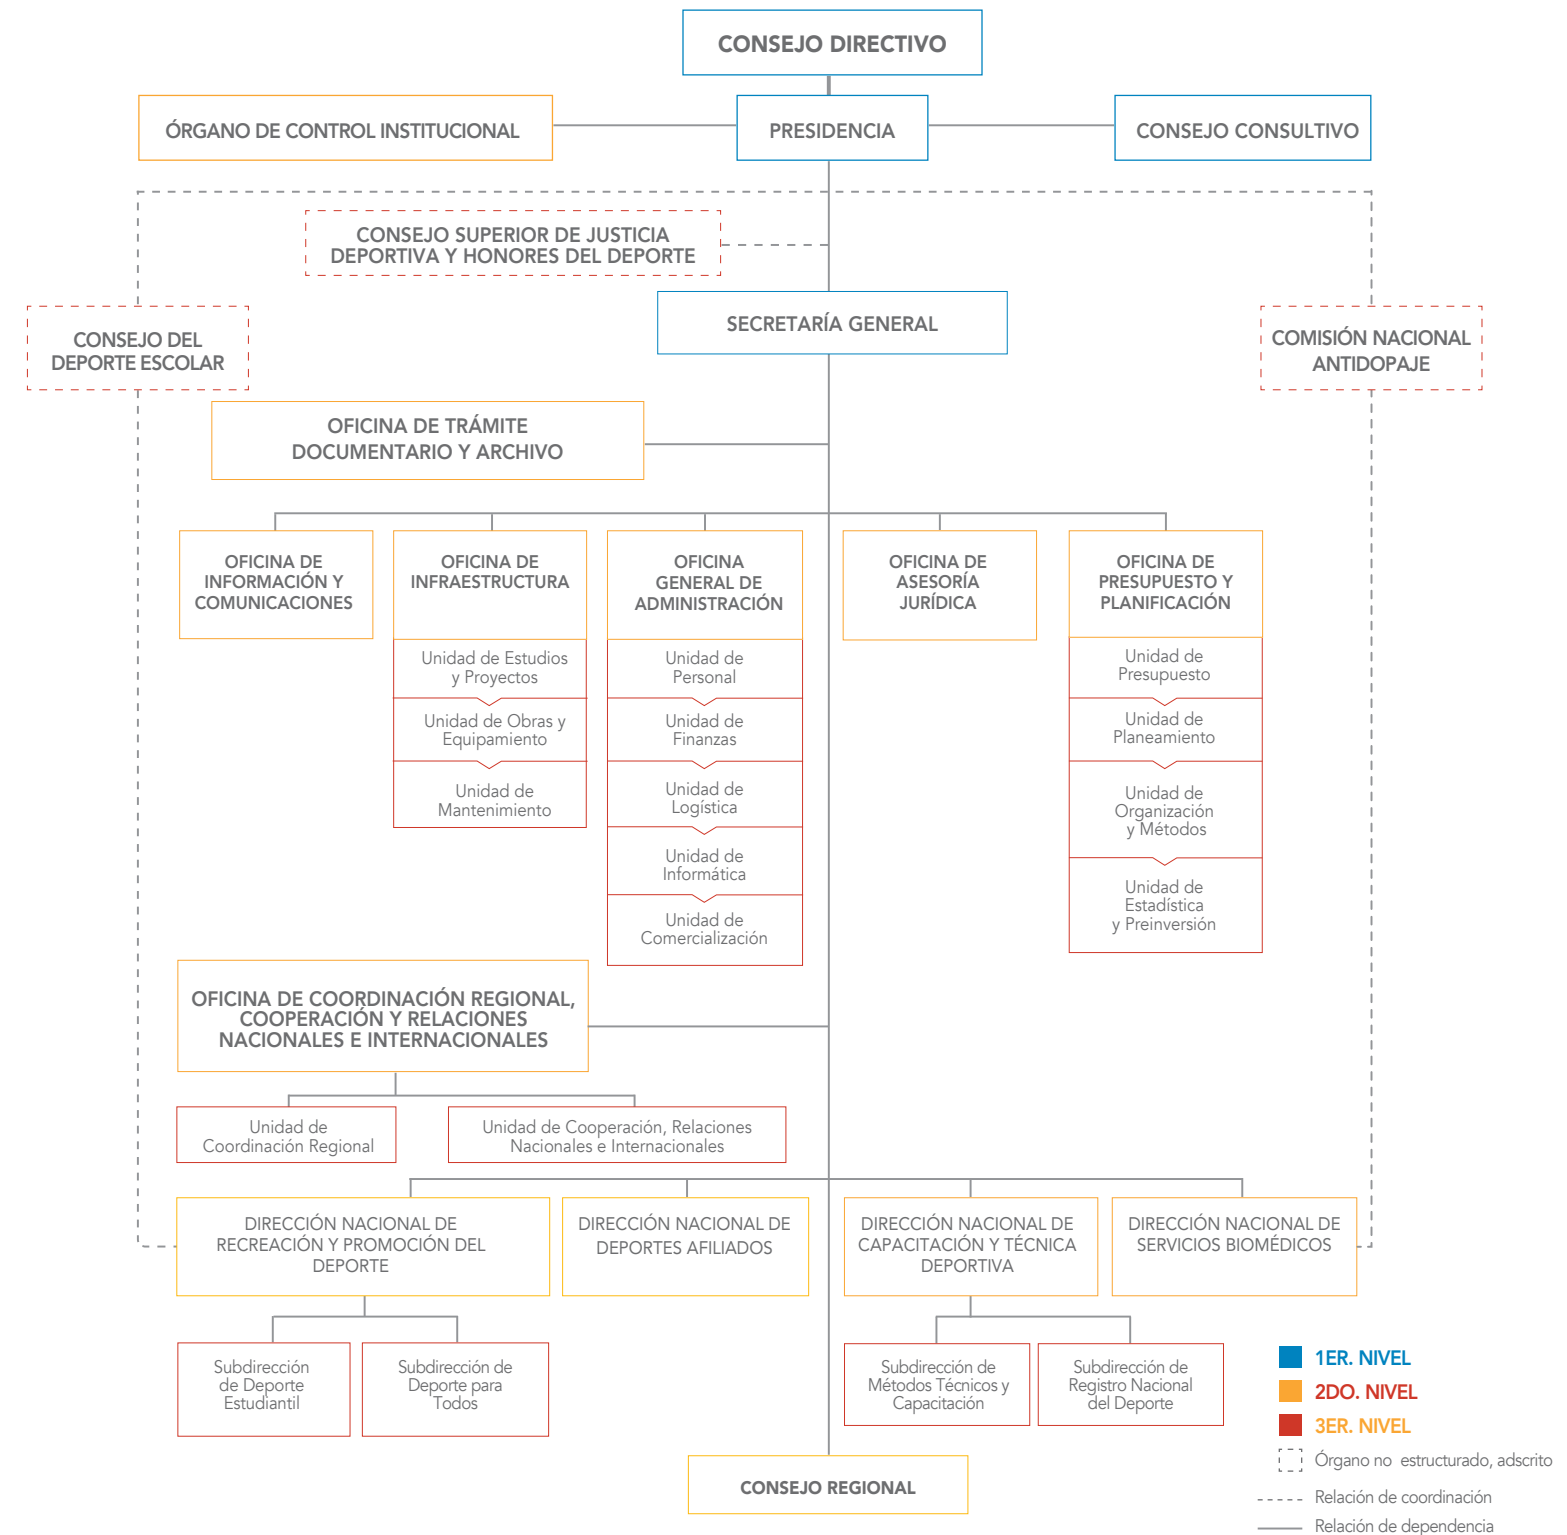 CONSEJO DIRECTIVO
ÓRGANO DE CONTROL INSTITUCIONAL
PRESIDENCIA
CONSEJO CONSULTIVO
CONSEJO SUPERIOR DE JUSTICIA
DEPORTIVA Y HONORES DEL DEPORTE
SECRETARÍA GENERAL
CONSEJO DEL
DEPORTE ESCOLAR
COMISIÓN NACIONAL
ANTIDOPAJE
OFICINA DE TRÁMITE
DOCUMENTARIO Y ARCHIVO
OFICINA DE
INFORMACIÓN Y
COMUNICACIONES
OFICINA DE
INFRAESTRUCTURA
Unidad de Estudios
y Proyectos
Unidad de Obras y
Equipamiento
Unidad de
Mantenimiento
OFICINA
GENERAL DE
ADMINISTRACIÓN
Unidad de
Personal
Unidad de
Finanzas
Unidad de
Logística
Unidad de
Informática
Unidad de
Comercialización
OFICINA DE
ASESORÍA
JURÍDICA
OFICINA DE
PRESUPUESTO Y
PLANIFICACIÓN
Unidad de
Presupuesto
Unidad de
Planeamiento
Unidad de
Organización
y Métodos
Unidad de
Estadística
y Preinversión
OFICINA DE COORDINACIÓN REGIONAL,
COOPERACIÓN Y RELACIONES
NACIONALES E INTERNACIONALES
Unidad de
Coordinación Regional
Unidad de Cooperación, Relaciones
Nacionales e Internacionales
DIRECCIÓN NACIONAL DE
RECREACIÓN Y PROMOCIÓN DEL
DEPORTE
DIRECCIÓN NACIONAL DE
DEPORTES AFILIADOS
DIRECCIÓN NACIONAL DE
CAPACITACIÓN Y TÉCNICA
DEPORTIVA
DIRECCIÓN NACIONAL DE
SERVICIOS BIOMÉDICOS
Subdirección
de Deporte
Estudiantil
Subdirección de
Deporte para
Todos
Subdirección de
Métodos Técnicos y
Capacitación
Subdirección de
Registro Nacional
del Deporte
CONSEJO REGIONAL
1ER. NIVEL
2DO. NIVEL
3ER. NIVEL
Órgano no estructurado, adscrito
Relación de coordinación
Relación de dependencia